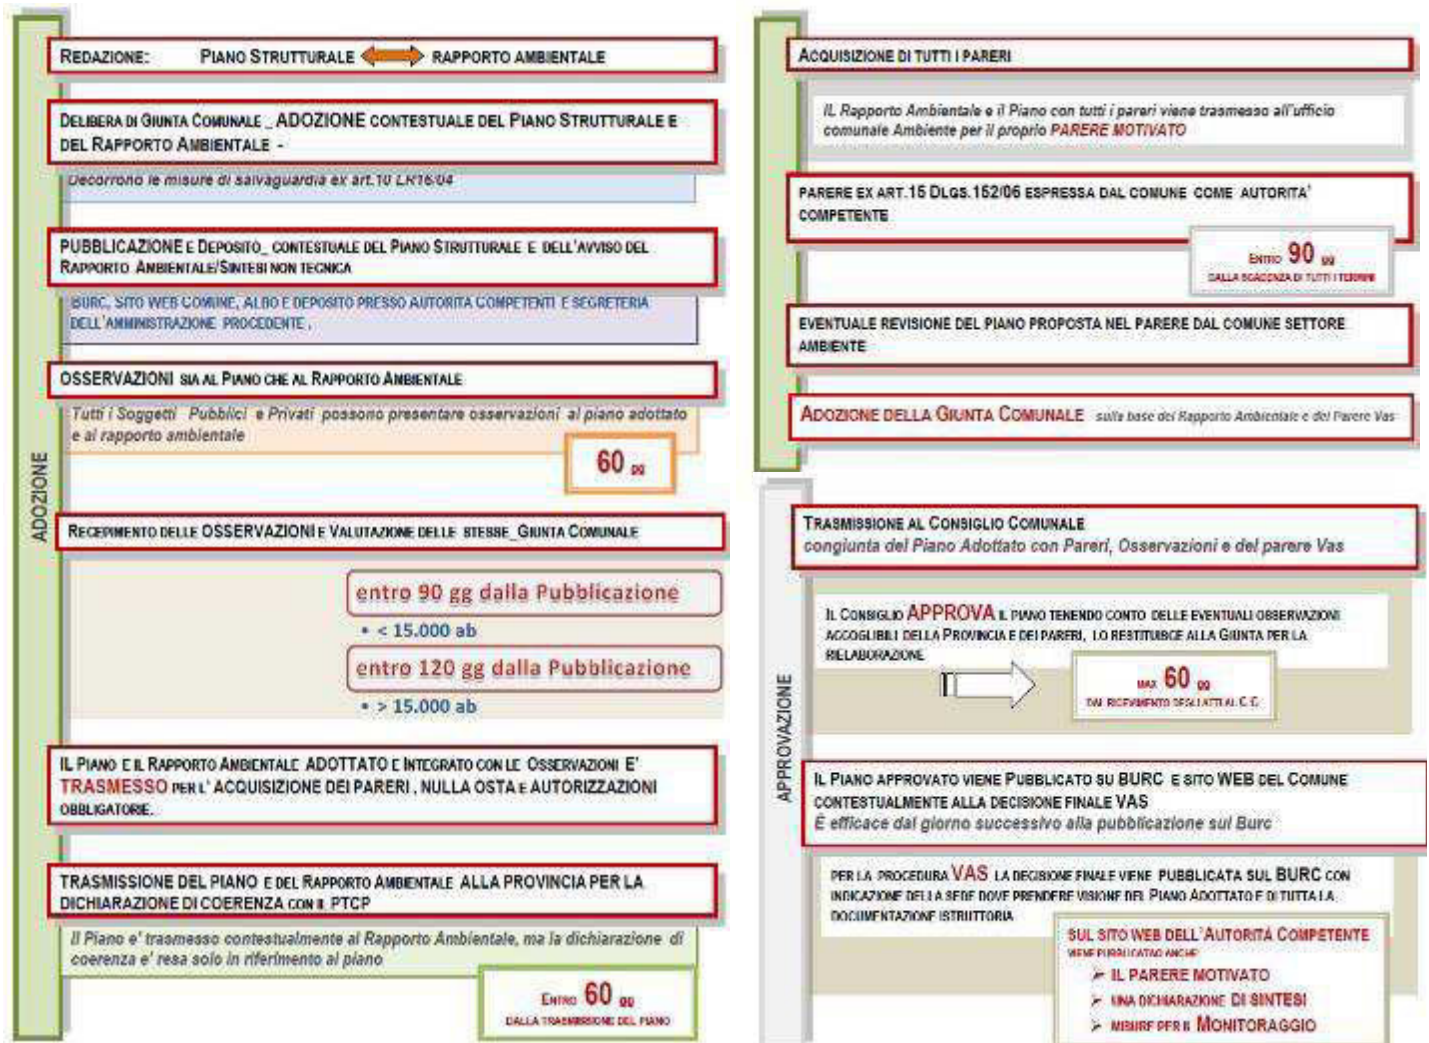 REDAZIONE: PIANO STRUTTURALE RAPPORTO AMBIENTALE
DELIBERA DI GIUNTA COMUNALE _ ADOZIONE CONTESTUALE DEL PIANO STRUTTURALE E
DEL RAPPORTO AMBIENTALE -
Decorrono le misure di salvaguardia ex art.10 LR16/04
PUBBLICAZIONE E DEPOSITO_ CONTESTUALE DEL PIANO STRUTTURALE E DELL'AVVISO DEL
RAPPORTO AMBIENTALE/SINTESI NON TECNICA
BURC, SITO WEB COMUNE, ALBO E DEPOSITO PRESSO AUTORITA COMPETENTI E SEGRETERIA
DELL'AMMINISTRAZIONE PROCEDENTE .
OSSERVAZIONI SIA AL PIANO CHE AL RAPPORTO AMBIENTALE
Tutti i Soggetti Pubblici e Privati possono presentare osservazioni al piano adottato
e al rapporto ambientale
60 gg
ADOZIONE
RECEPIMENTO DELLE OSSERVAZIONI E VALUTAZIONE DELLE STESSE_GIUNTA COMUNALE
entro 90 gg dalla Pubblicazione
• < 15.000 ab
entro 120 gg dalla Pubblicazione
• > 15.000 ab
IL PIANO E IL RAPPORTO AMBIENTALE ADOTTATO E INTEGRATO CON LE OSSERVAZIONI E'
TRASMESSO PER L' ACQUISIZIONE DEI PARERI , NULLA OSTA E AUTORIZZAZIONI
OBBLIGATORIE.
TRASMISSIONE DEL PIANO E DEL RAPPORTO AMBIENTALE ALLA PROVINCIA PER LA
DICHIARAZIONE DI COERENZA CON IL PTCP
Il Piano e' trasmesso contestualmente al Rapporto Ambientale, ma la dichiarazione di
coerenza e' resa solo in riferimento al piano
ENTRO 60 gg
DALLA TRASMISSIONE DEL PIANO
ACQUISIZIONE DI TUTTI I PARERI
IL Rapporto Ambientale e il Piano con tutti i pareri viene trasmesso all'ufficio
comunale Ambiente per il proprio PARERE MOTIVATO
PARERE EX ART.15 DLGS.152/06 ESPRESSA DAL COMUNE COME AUTORITA'
COMPETENTE
ENTRO 90 gg
DALLA SCADENZA DI TUTTI I TERMINI
EVENTUALE REVISIONE DEL PIANO PROPOSTA NEL PARERE DAL COMUNE SETTORE
AMBIENTE
ADOZIONE DELLA GIUNTA COMUNALE sulla base del Rapporto Ambientale e del Parere Vas
TRASMISSIONE AL CONSIGLIO COMUNALE
congiunta del Piano Adottato con Pareri, Osservazioni e del parere Vas
IL CONSIGLIO APPROVA IL PIANO TENENDO CONTO DELLE EVENTUALI OSSERVAZIONI
ACCOGLIBILI DELLA PROVINCIA E DEI PARERI, LO RESTITUISCE ALLA GIUNTA PER LA
RIELABORAZIONE
MAX 60 gg
DAL RICEVIMENTO DEGLI ATTI AL C.C
APPROVAZIONE
IL PIANO APPROVATO VIENE PUBBLICATO SU BURC E SITO WEB DEL COMUNE
CONTESTUALMENTE ALLA DECISIONE FINALE VAS
È efficace dal giorno successivo alla pubblicazione sul Burc
PER LA PROCEDURA VAS LA DECISIONE FINALE VIENE PUBBLICATA SUL BURC CON
INDICAZIONE DELLA SEDE DOVE PRENDERE VISIONE DEL PIANO ADOTTATO E DI TUTTA LA
DOCUMENTAZIONE ISTRUTTORIA
SUL SITO WEB DELL'AUTORITÀ COMPETENTE
VIENE PUBBLICATAO ANCHE
➢ IL PARERE MOTIVATO
➢ UNA DICHIARAZIONE DI SINTESI
➢ MISURE PER IL MONITORAGGIO